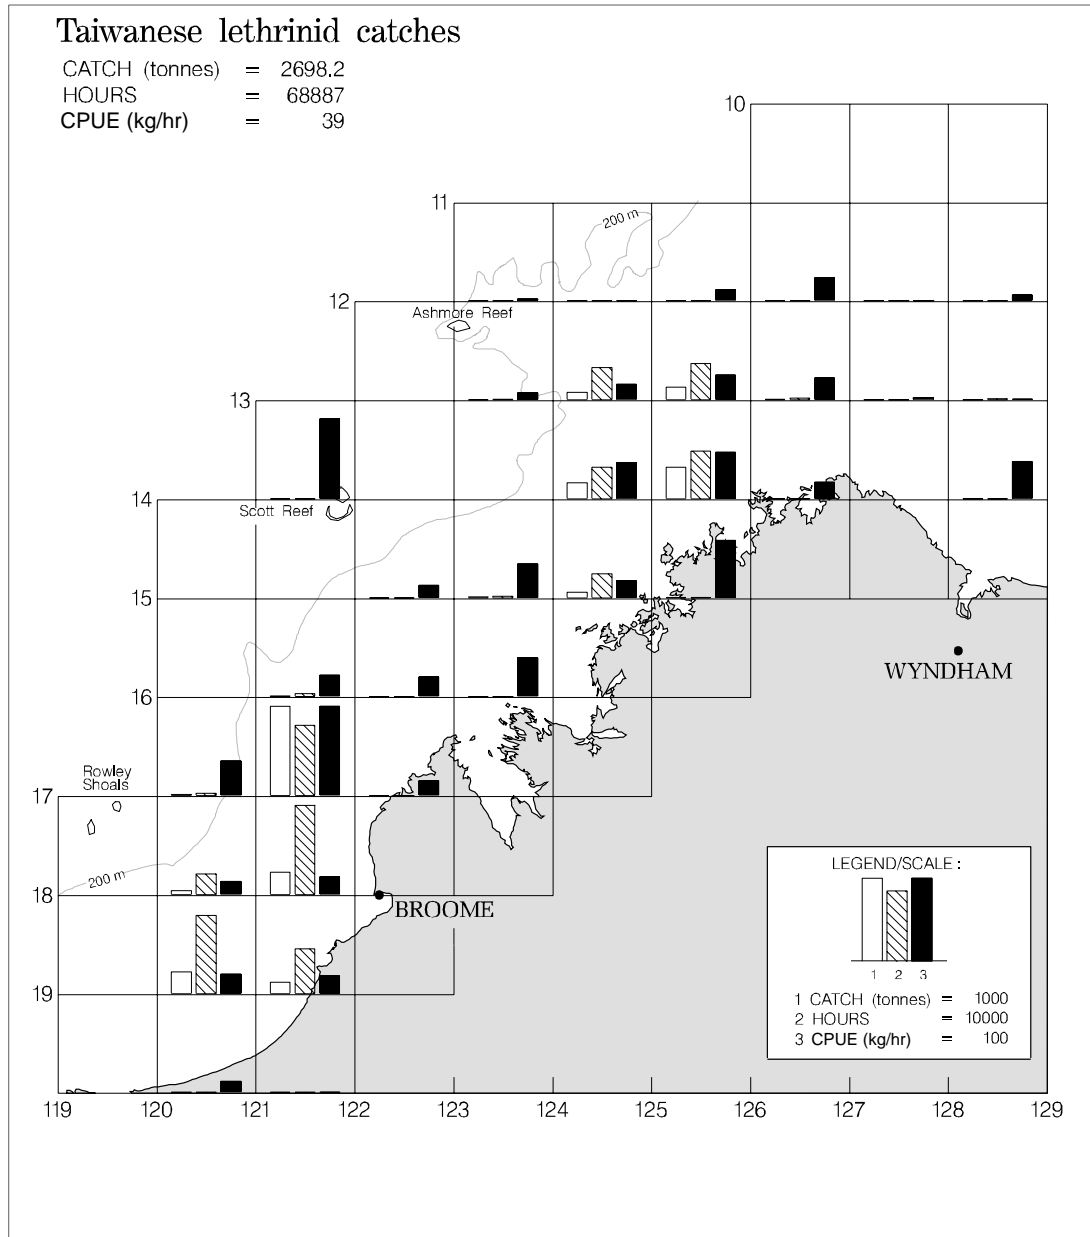 Taiwanese lethrinid catches
CATCH (tonnes) = 2698.2
HOURS = 68887
CPUE (kg/hr) = 39
10
11
200 m
12
Ashmore Reef
13
14
Scott Reef
15
WYNDHAM
16
Rowley
Shoals
17
200 m
18
BROOME
19
LEGEND/SCALE :
1 2 3
1 CATCH (tonnes) = 1000
2 HOURS = 10000
3 CPUE (kg/hr) = 100
119 120 121 122 123 124 125 126 127 128 129